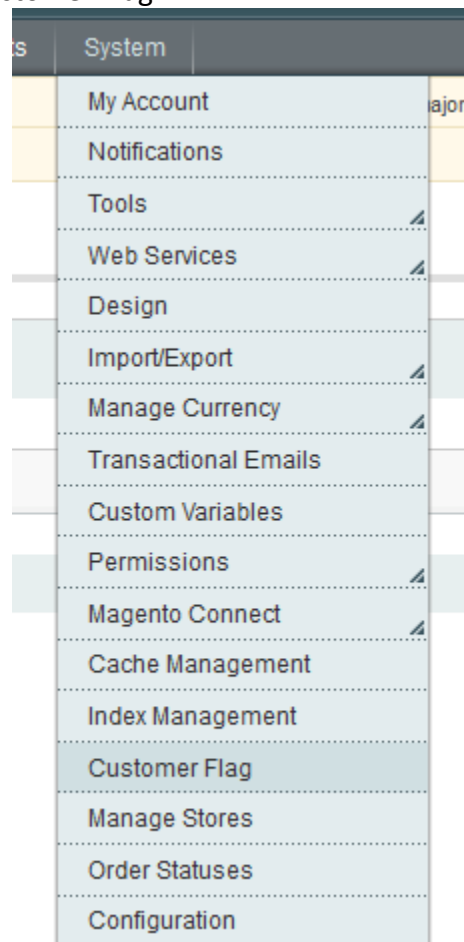 System
My Account
ajor
Notifications
Tools
Web Services
Design
Import/Export
Manage Currency
Transactional Emails
Custom Variables
Permissions
Magento Connect
Cache Management
Index Management
Customer Flag
Manage Stores
Order Statuses
Configuration